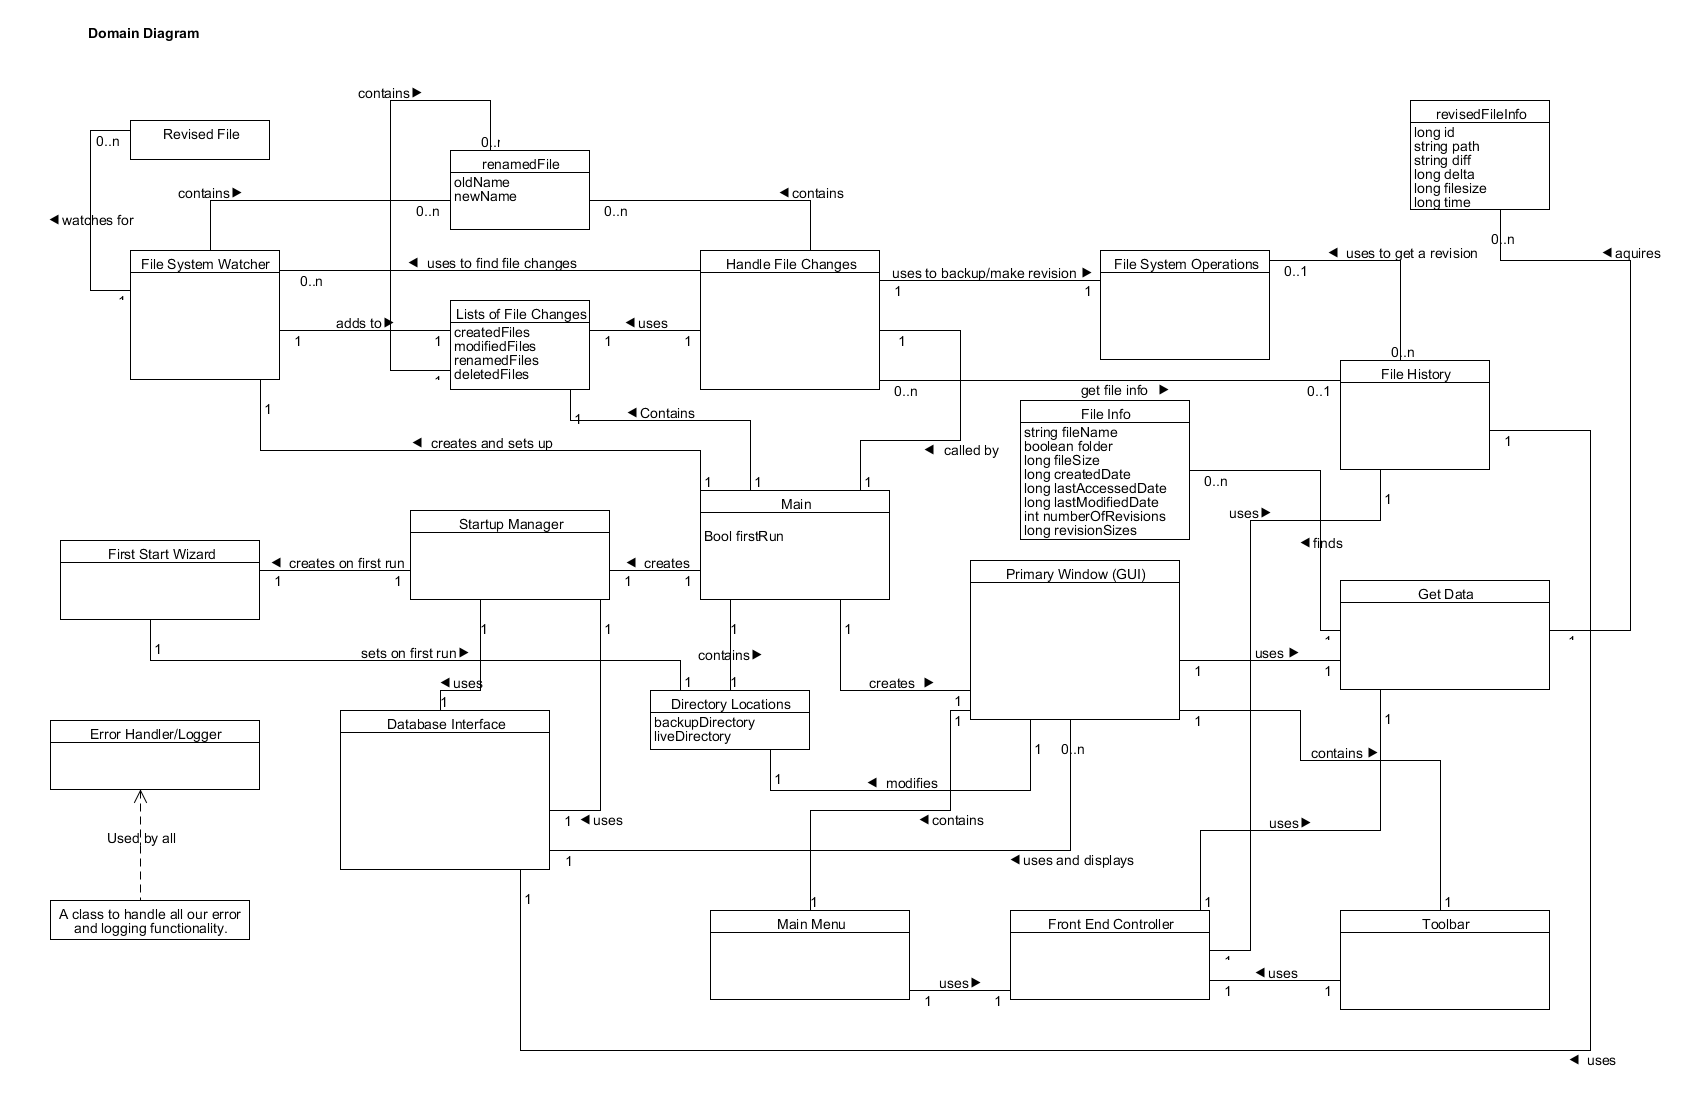 Domain Diagram
contains
Revised File
0..n
0..n
revisedFileInfo
long id
string path
string diff
long delta
long filesize
long time
renamedFile
oldName
newName
contains
contains
0..n
0..n
watches for
0..n
uses to get a revision
aquires
File System Watcher
uses to find file changes
Handle File Changes
uses to backup/make revision
File System Operations
0..1
0..n
1
1
1
Lists of File Changes
createdFiles
modifiedFiles
renamedFiles
deletedFiles
adds to
uses
1
1
1
1
1
0..n
File History
1
get file info
0..n
0..1
1
Contains
1
File Info
string fileName
boolean folder
long fileSize
long createdDate
long lastAccessedDate
long lastModifiedDate
int numberOfRevisions
long revisionSizes
creates and sets up
called by
1
1
1
1
0..n
1
Main
Bool firstRun
uses
Startup Manager
finds
First Start Wizard
creates on first run
creates
1
1
1
1
Primary Window (GUI)
Get Data
1
1
1
1
1
1
1
sets on first run
contains
uses
1
1
uses
1
1
creates
1
1
Directory Locations
backupDirectory
liveDirectory
Database Interface
1
1
1
Error Handler/Logger
1
0..n
contains
1
modifies
1
uses
contains
uses
Used by all
1
uses and displays
1
1
1
1
A class to handle all our error
and logging functionality.
Main Menu
Front End Controller
Toolbar
1
uses
uses
1
1
1
1
uses